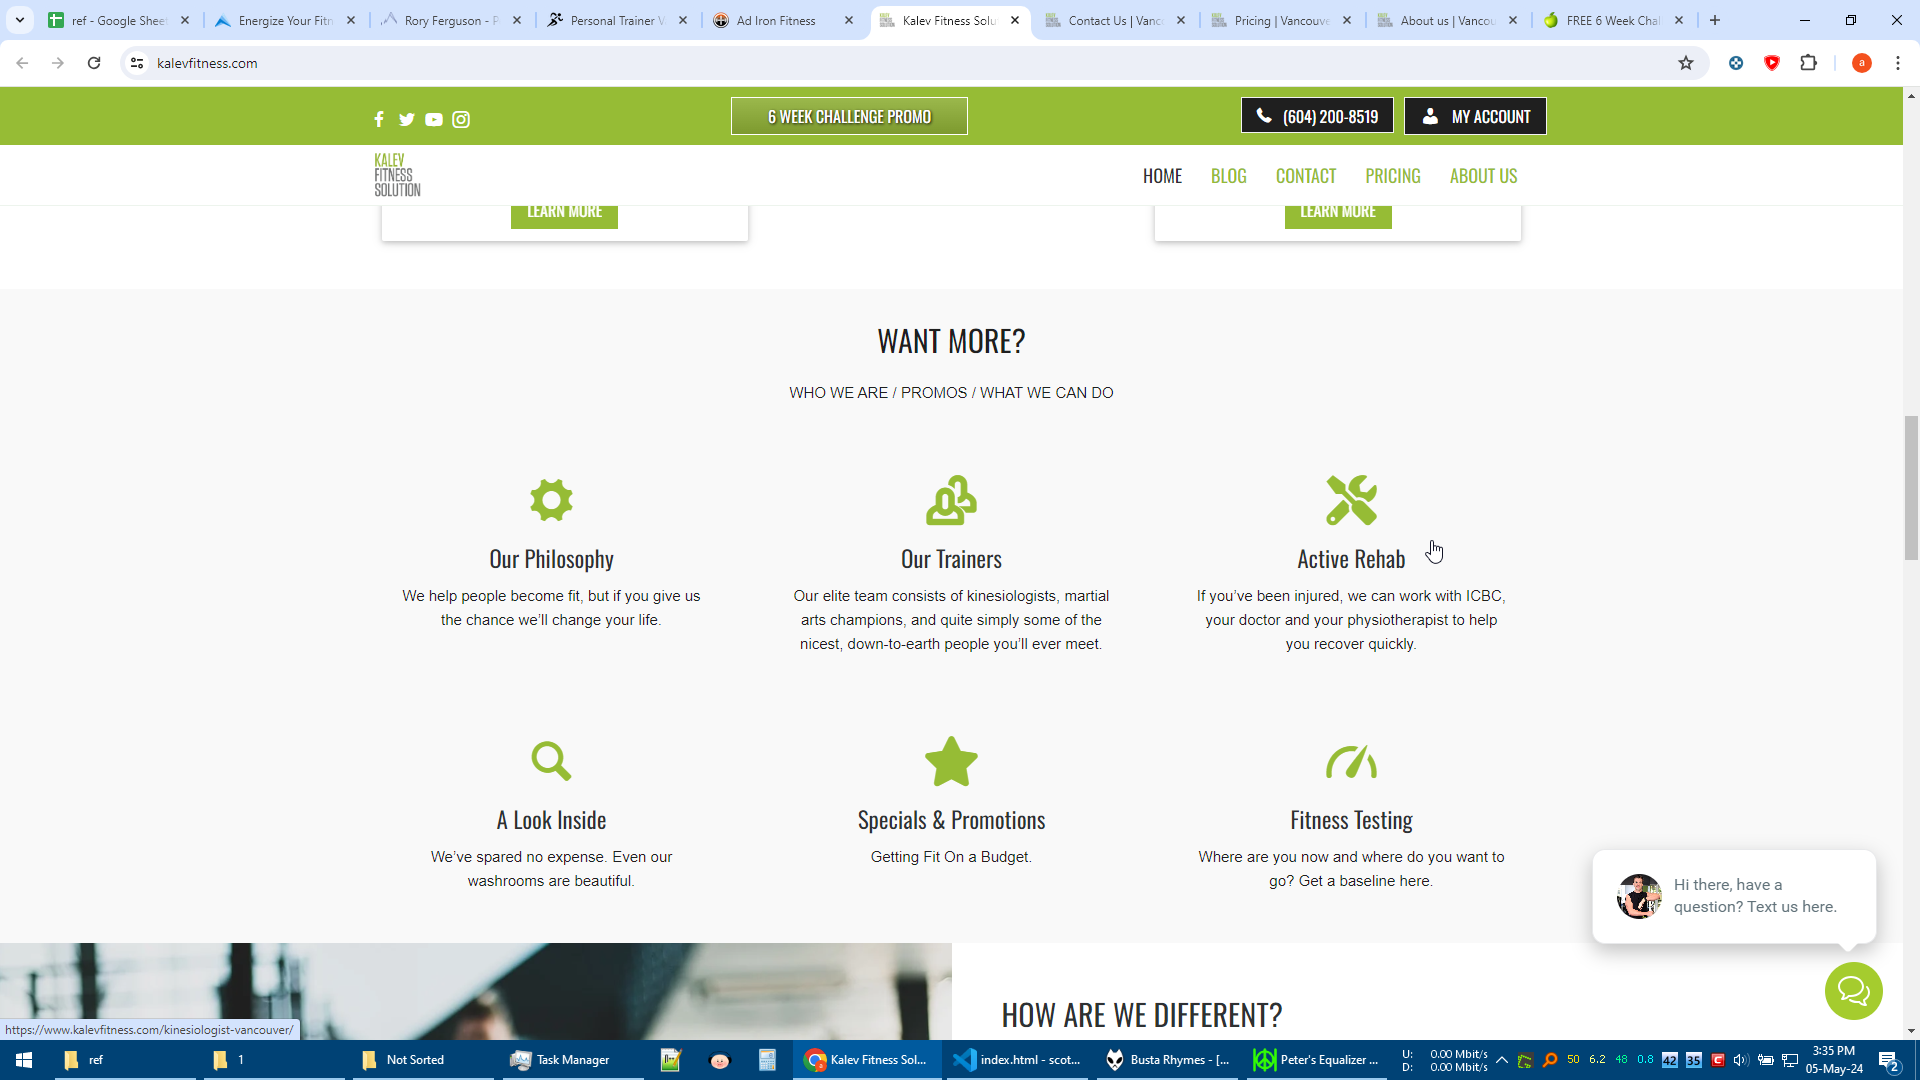 ref - Google Shee
Energize Your Fitn
Rory Ferguson - P
Personal Trainer V
Ad Iron Fitness
Kalev Fitness Solu
Contact Us | Vanc
Pricing | Vancouve
About us | Vancou
FREE 6 Week Chal
kalevfitness.com
a
6 WEEK CHALLENGE PROMO
(604) 200-8519
MY ACCOUNT
KALEV
FITNESS
SOLUTION
HOME
BLOG
CONTACT
PRICING
ABOUT US
LEARN MORE
LEARN MORE
WANT MORE?
WHO WE ARE / PROMOS / WHAT WE CAN DO
Our Philosophy
We help people become fit, but if you give us
the chance we’ll change your life.
Our Trainers
Our elite team consists of kinesiologists, martial
arts champions, and quite simply some of the
nicest, down-to-earth people you’ll ever meet.
Active Rehab
If you’ve been injured, we can work with ICBC,
your doctor and your physiotherapist to help
you recover quickly.
A Look Inside
We’ve spared no expense. Even our
washrooms are beautiful.
Specials & Promotions
Getting Fit On a Budget.
Fitness Testing
Where are you now and where do you want to
go? Get a baseline here.
Hi there, have a
question? Text us here.
HOW ARE WE DIFFERENT?
https://www.kalevfitness.com/kinesiologist-vancouver/
ref
1
Not Sorted
Task Manager
Kalev Fitness Sol...
index.html - scot...
Busta Rhymes - [...
Peter's Equalizer ...
U: 0.00 Mbit/s
D: 0.00 Mbit/s
50 6.2 48 0.8 42 35
3:35 PM
05-May-24
2